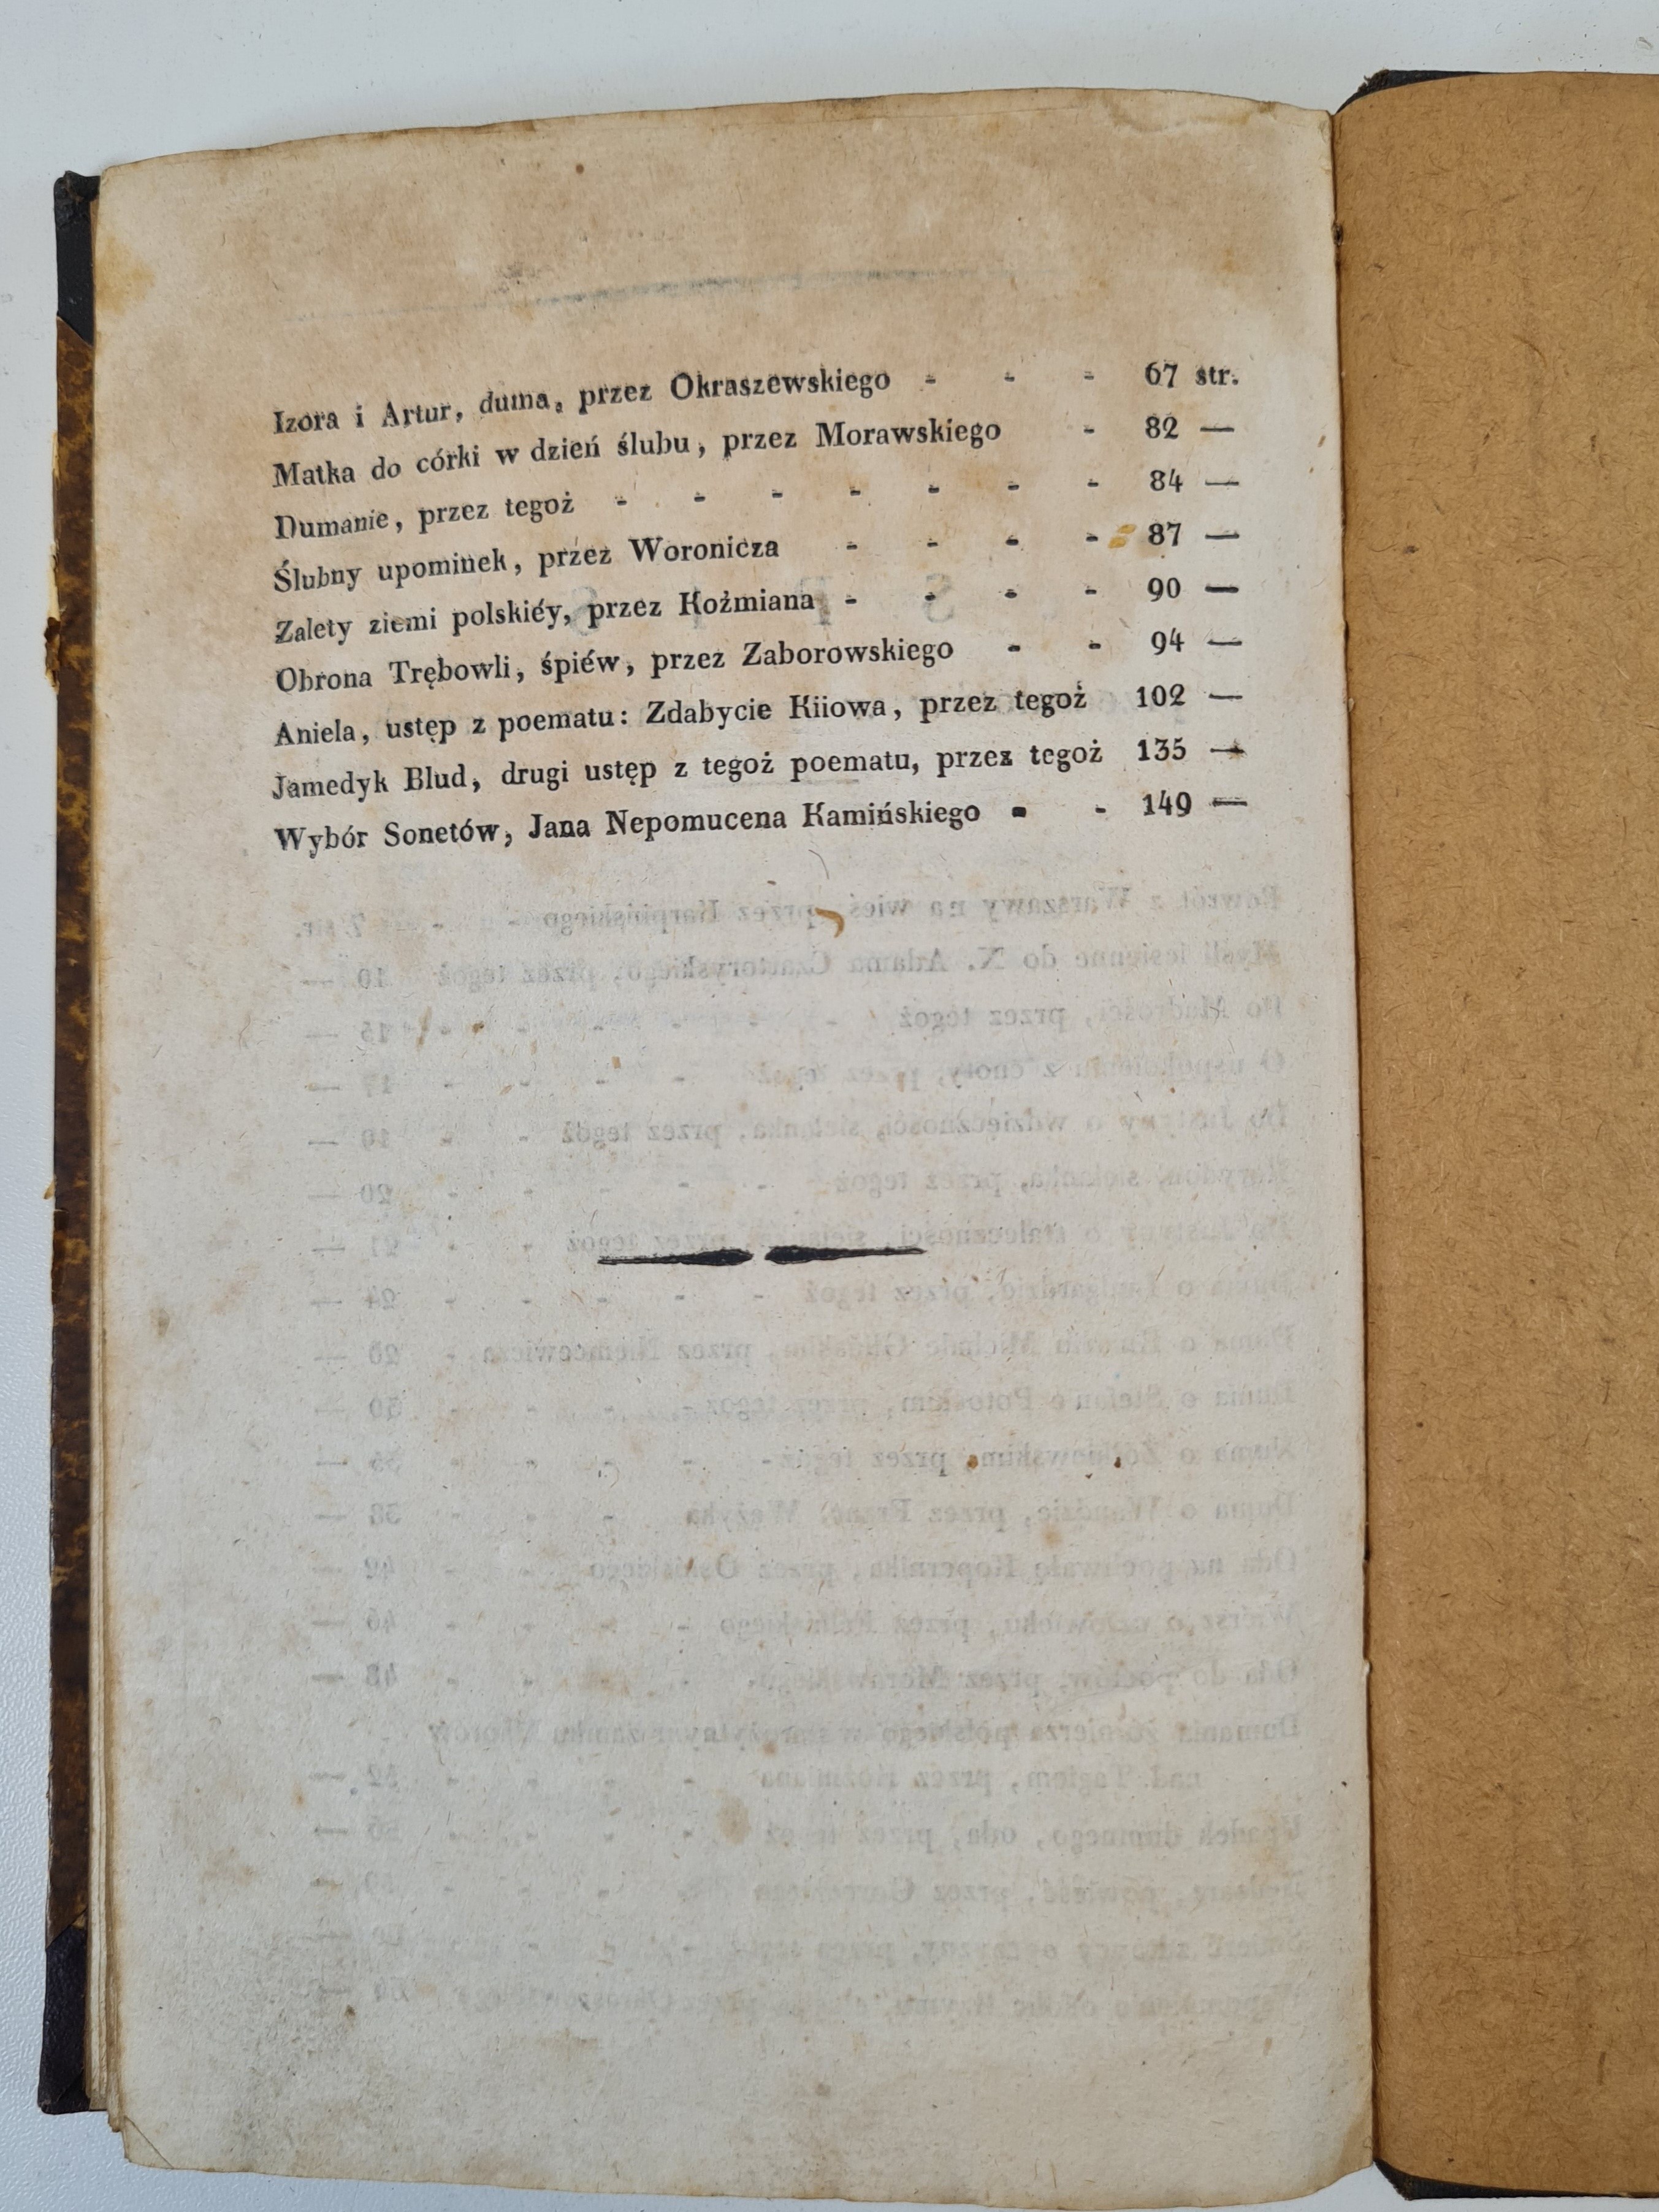 Izora i Artur, duma, przez Okraszewskiego - - - 67 str.
Matka do córki w dzień ślubu, przez Morawskiego - 82 —
Dumanie, przez tegoż - - - - - - - 84 —
Ślubny upominek, przez Woronicza - - - - 87 —
Zalety ziemi polskiéy, przez Koźmiana - - - - 90 —
Obrona Trębowli, śpiéw, przez Zaborowskiego - - 94 —
Aniela, ustęp z poematu: Zdabycie Kiiowa, przez tegoż 102 —
Jamedyk Blud, drugi ustęp z tegoż poematu, przez tegoż 135 —
Wybór Sonetów, Jana Nepomucena Kamińskiego - - 149 —